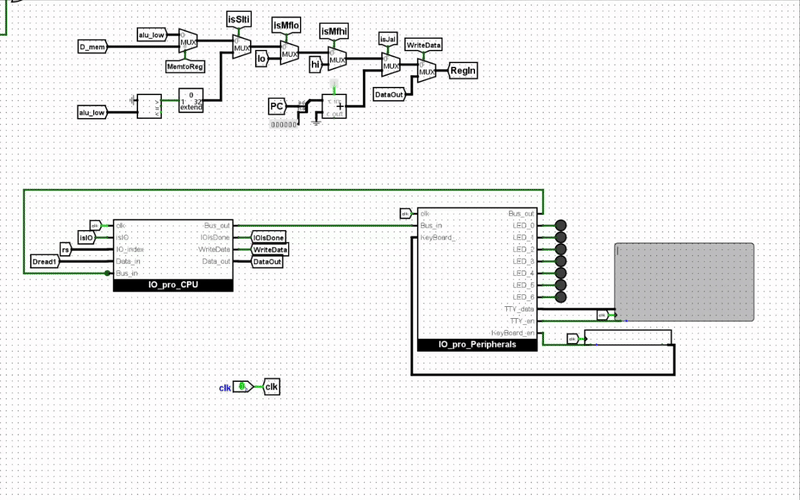 isSlti
isMflo
isMfhi
isJal
WriteData
alu_low
D_mem
MUX
MUX
MUX
MUX
MUX
MUX
MemtoReg
lo
hi
RegIn
DataOut
alu_low
0
1 32
extend
PC
+
clk
clk
Bus_out
IOIsDone
WriteData
Data_out
isIO
isIO
rs
IO_index
Dread1
Data_in
Bus_in
IOIsDone
WriteData
DataOut
IO_pro_CPU
clk
clk
Bus_in
KeyBoard_
Bus_out
LED_0
LED_1
LED_2
LED_3
LED_4
LED_5
LED_6
TTY_data
TTY_en
KeyBoard_en
clk
clk
IO_pro_Peripherals
clk
clk